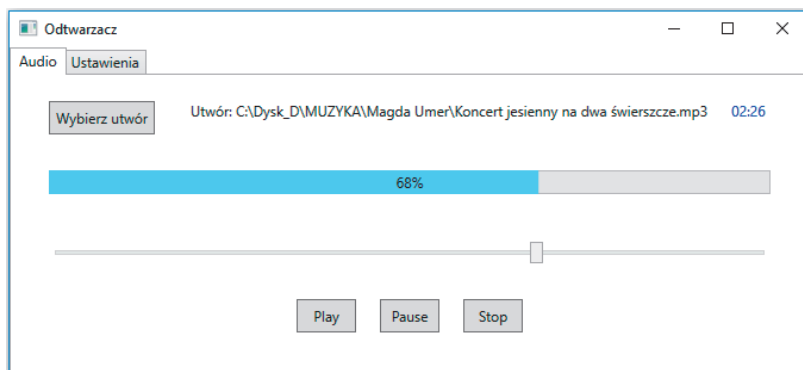 Odtwarzacz
Audio Ustawienia
Wybierz utwór Utwór: C:\Dysk_D\MUZYKA\Magda Umer\Koncert jesienny na dwa świerszcze.mp3 02:26
68%
Play Pause Stop